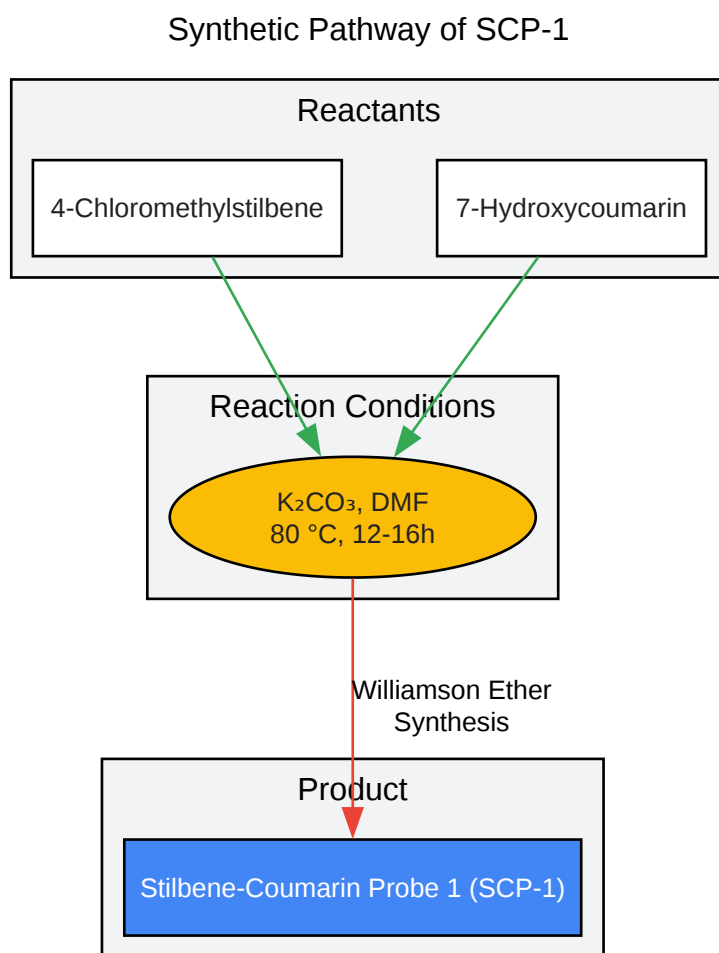 Synthetic Pathway of SCP-1
Reactants
4-Chloromethylstilbene
7-Hydroxycoumarin
Reaction Conditions
K₂CO₃, DMF
80 °C, 12-16h
Williamson Ether
Synthesis
Product
Stilbene-Coumarin Probe 1 (SCP-1)